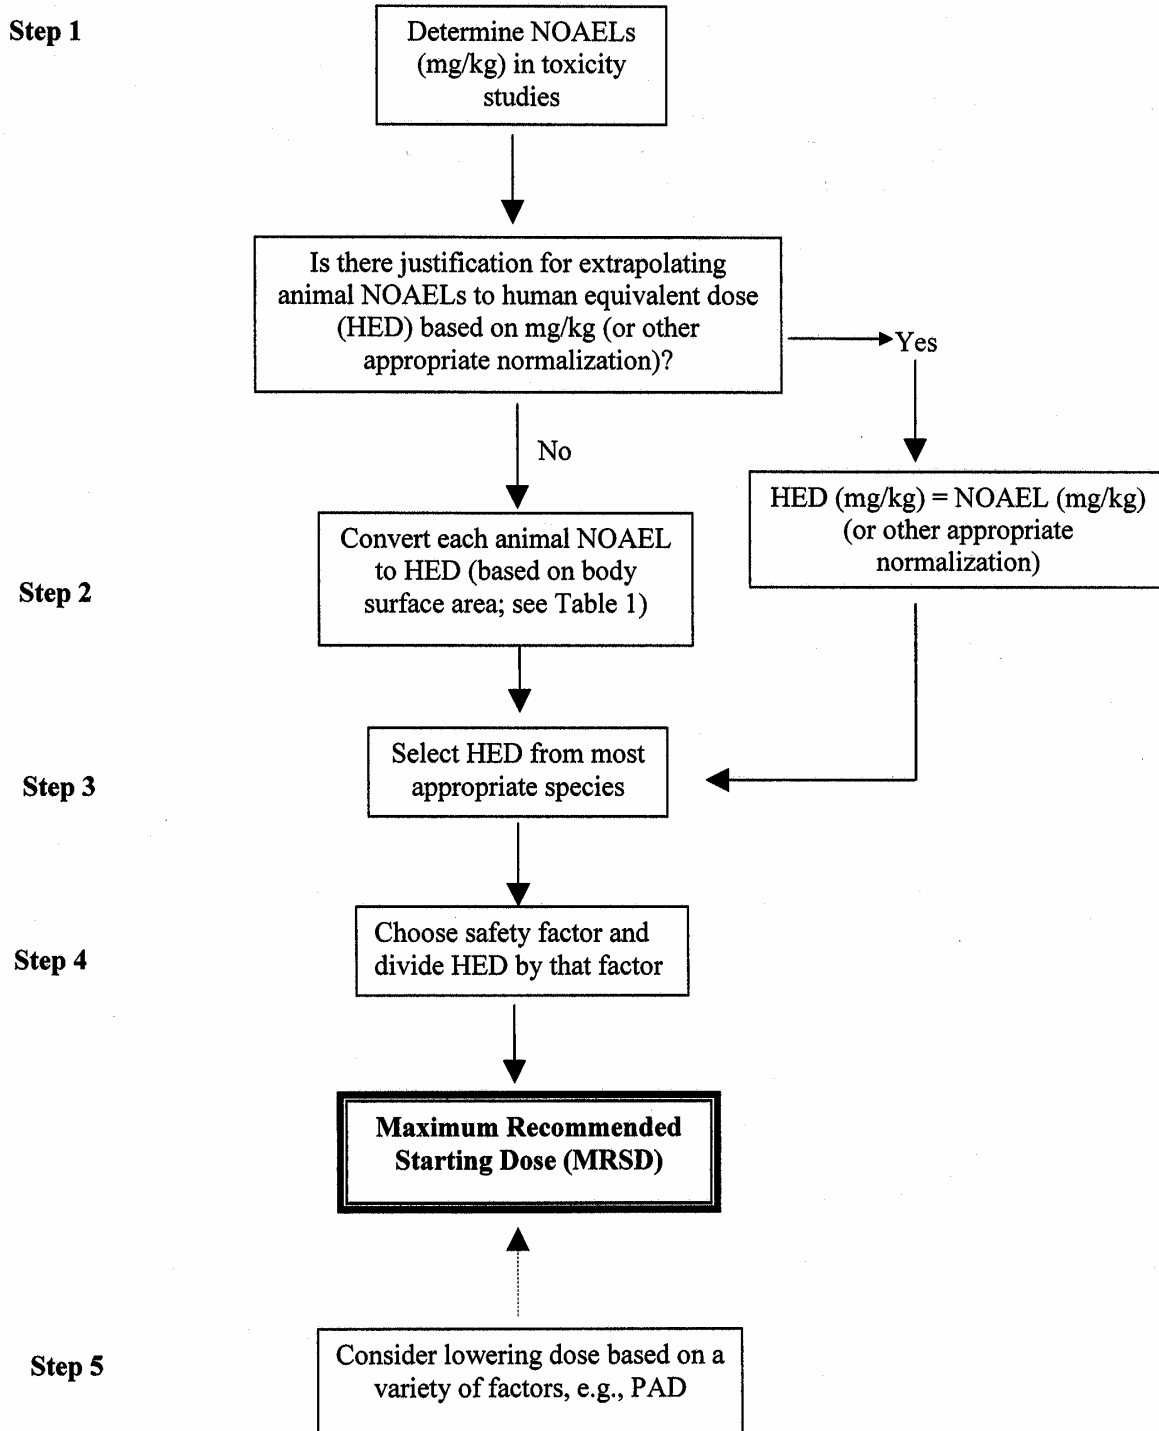 Step 1
Determine NOAELs
(mg/kg) in toxicity
studies
Is there justification for extrapolating
animal NOAELs to human equivalent dose
(HED) based on mg/kg (or other
appropriate normalization)?
Yes
No
HED (mg/kg) = NOAEL (mg/kg)
(or other appropriate
normalization)
Step 2
Convert each animal NOAEL
to HED (based on body
surface area; see Table 1)
Step 3
Select HED from most
appropriate species
Step 4
Choose safety factor and
divide HED by that factor
Maximum Recommended
Starting Dose (MRSD)
Step 5
Consider lowering dose based on a
variety of factors, e.g., PAD